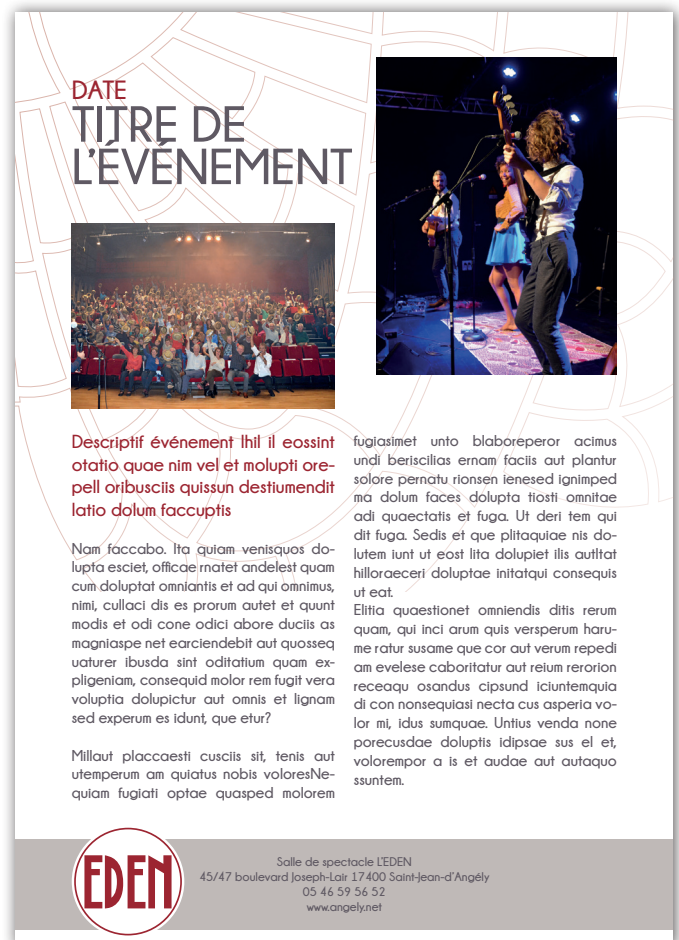 DATE
TITRE DE
L'ÉVÉNEMENT
Descriptif événement Ihil il eossint
otatio quae nim vel et molupti ore-
pell oribusciis quissun destiumendit
latio dolum faccuptis
Nam faccabo. Ita quiam venisquos do-
lupta esciet, officae rnatet andelest quam
cum doluptat omniantis et ad qui omnimus,
nimi, cullaci dis es prorum autet et quunt
modis et odi cone odici abore duciis as
magniaspe net earciendebit aut quosseq
uaturer ibusda sint oditatium quam ex-
pligeniam, consequid molor rem fugit vera
voluptia dolupictur aut omnis et lignam
sed experum es idunt, que etur?
Millaut placcaesti cusciis sit, tenis aut
utemperum am quiatus nobis voloresNe-
quiam fugiati optae quasped molorem
fugiasimet unto blaboreperor acimus
undi beriscilias ernam faciis aut plantur
solore pernatu rionsen ienesed ignimped
ma dolum faces dolupta tiosti omnitae
adi quaectatis et fuga. Ut deri tem qui
dit fuga. Sedis et que plitaquiae nis do-
lutem iunt ut eost lita dolupiet ilis autltat
hilloraeceri doluptae initatqui consequis
ut eat.
Elitia quaestionet omniendis ditis rerum
quam, qui inci arum quis versperum haru-
me ratur susame que cor aut verum repedi
am evelese caboritatur aut reium rerorion
receaqu osandus cipsund iciuntemquia
di con nonsequiasi necta cus asperia vo-
lor mi, idus sumquae. Untius venda none
porecusdae doluptis idipsae sus el et,
volorempor a is et audae aut autaquo
ssuntem.
EDEN
Salle de spectacle L'EDEN
45/47 boulevard Joseph-Lair 17400 Saint-Jean-d'Angély
05 46 59 56 52
www.angely.net